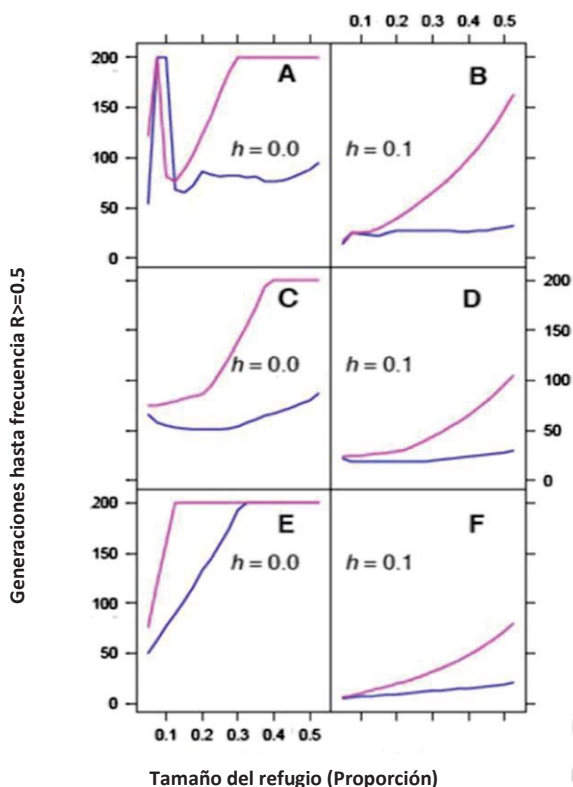 0.1 0.2 0.3 0.4 0.5
200
150
100
50
0
A
h = 0.0
B
h = 0.1
C
h = 0.0
D
h = 0.1
200
150
100
50
0
200
150
100
50
0
E
h = 0.0
F
h = 0.1
0.1 0.2 0.3 0.4 0.5
Generaciones hasta frecuencia R>=0.5
Tamaño del refugio (Proporción)